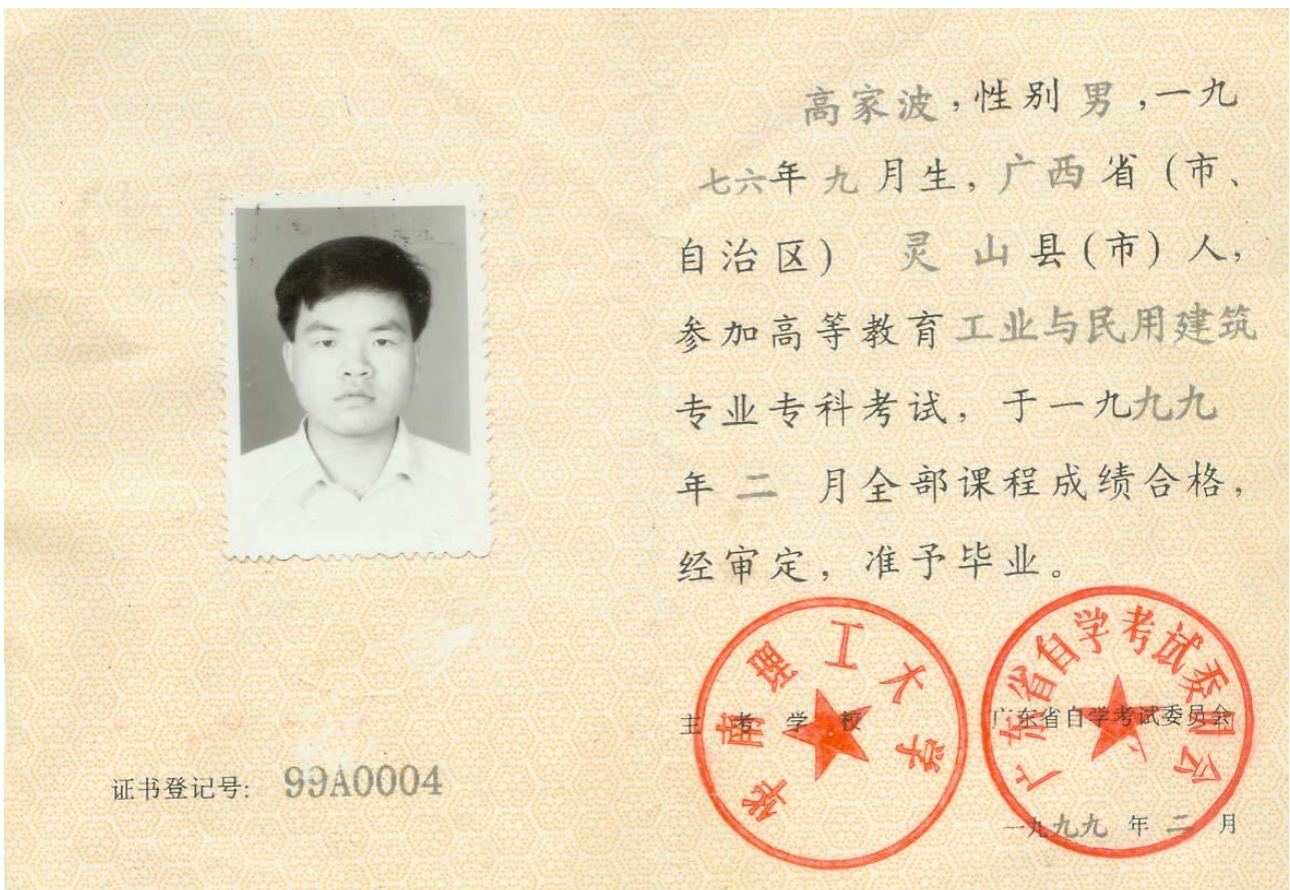 高家波,性别 男,一九
七六年九月生,广西省(市、
自治区) 灵山县(市)人,
参加高等教育工业与民用建筑
专业专科考试,于一九九九
年二月全部课程成绩合格,
经审定,准予毕业。
华南理工大学
广东省自学考试委员会
主考学校
广东省自学考试委员会
证书登记号: 99A0004
一九九九年二月